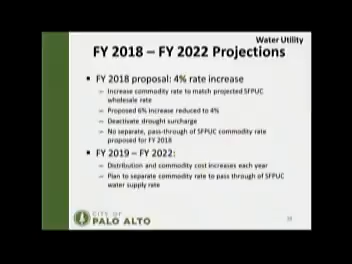 Water Utility
FY 2018 – FY 2022 Projections
▪ FY 2018 proposal: 4% rate increase
– Increase commodity rate to match projected SFPUC
wholesale rate
– Proposed 6% increase reduced to 4%
– Deactivate drought surcharge
– No separate, pass-through of SFPUC commodity rate
proposed for FY 2018
▪ FY 2019 – FY 2022:
– Distribution and commodity cost increases each year
– Plan to separate commodity rate to pass through of SFPUC
water supply rate
CITY OF
PALO ALTO